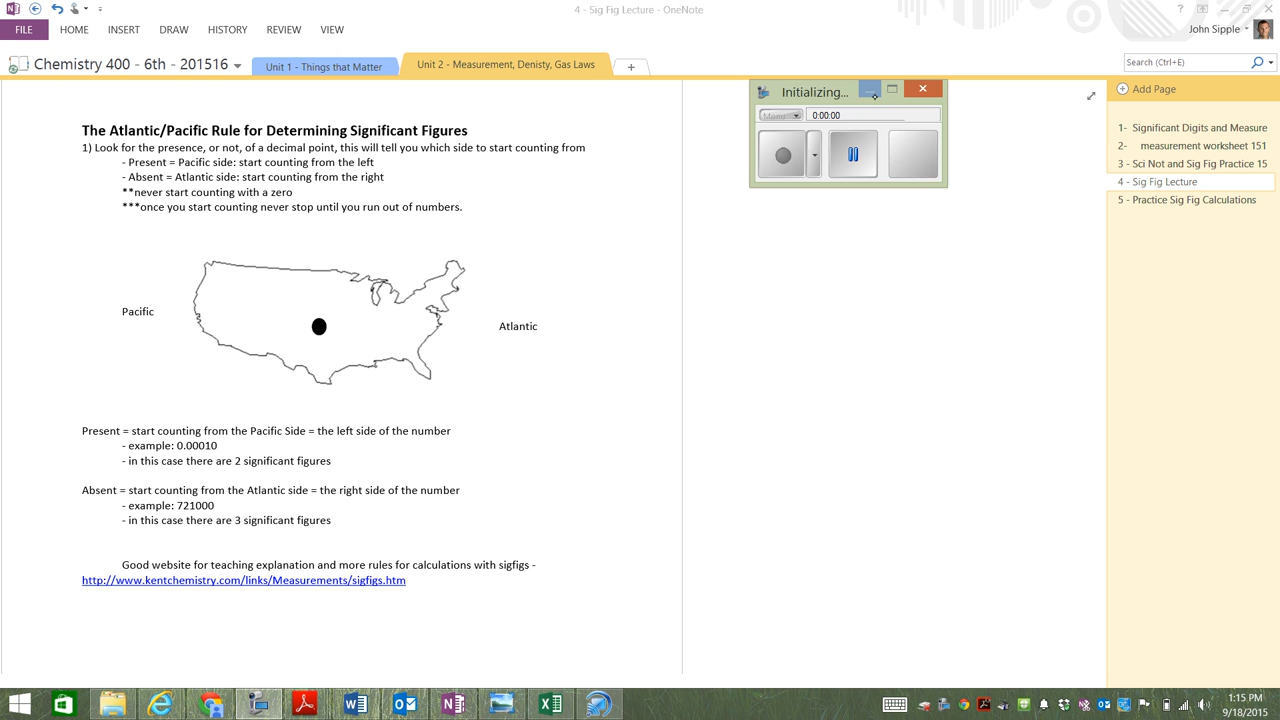 4 - Sig Fig Lecture - OneNote
FILE HOME INSERT DRAW HISTORY REVIEW VIEW
John Sipple
Chemistry 400 - 6th - 201516
Unit 1 - Things that Matter
Unit 2 - Measurement, Denisty, Gas Laws
Search (Ctrl+E)
Add Page
1- Significant Digits and Measure
2- measurement worksheet 151
3 - Sci Not and Sig Fig Practice 15
4 - Sig Fig Lecture
5 - Practice Sig Fig Calculations
Initializing...
Menu
0:00:00
The Atlantic/Pacific Rule for Determining Significant Figures
1) Look for the presence, or not, of a decimal point, this will tell you which side to start counting from
- Present = Pacific side: start counting from the left
- Absent = Atlantic side: start counting from the right
**never start counting with a zero
***once you start counting never stop until you run out of numbers.
Pacific
Atlantic
Present = start counting from the Pacific Side = the left side of the number
- example: 0.00010
- in this case there are 2 significant figures
Absent = start counting from the Atlantic side = the right side of the number
- example: 721000
- in this case there are 3 significant figures
Good website for teaching explanation and more rules for calculations with sigfigs -
http://www.kentchemistry.com/links/Measurements/sigfigs.htm
1:15 PM
9/18/2015